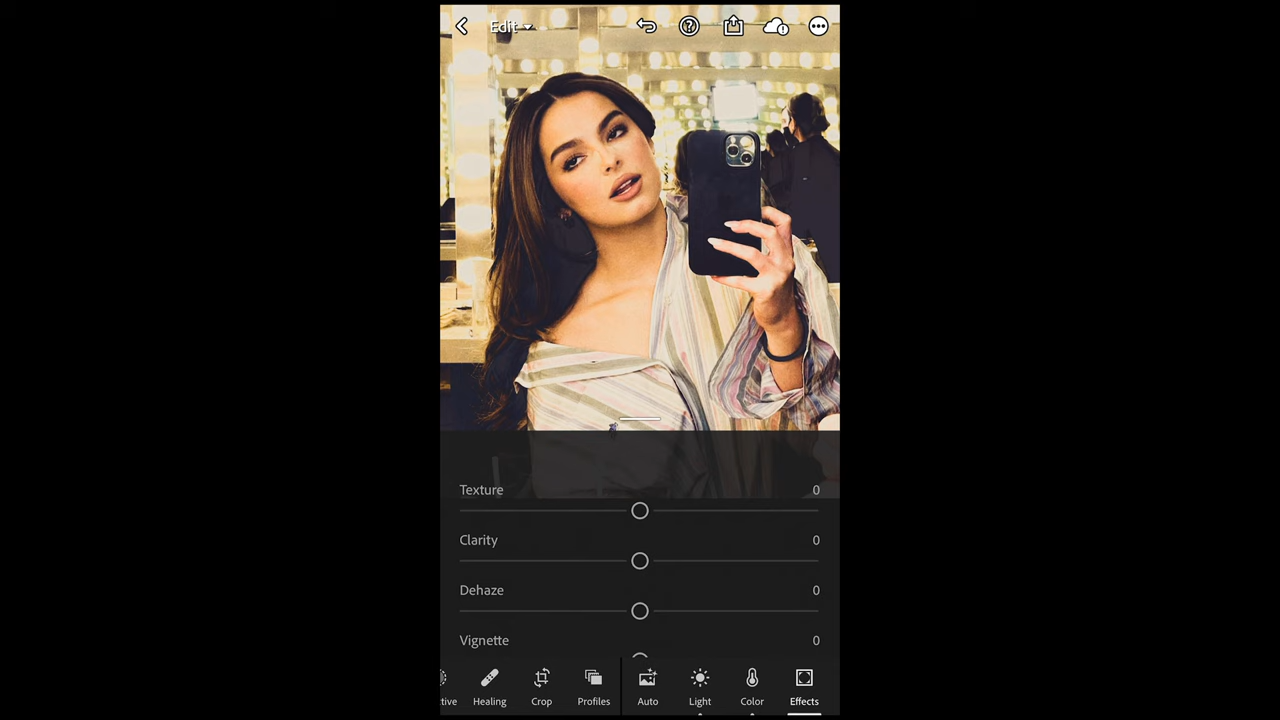 Edit
Texture 0
Clarity 0
Dehaze 0
Vignette 0
tive Healing Crop Profiles Auto Light Color Effects